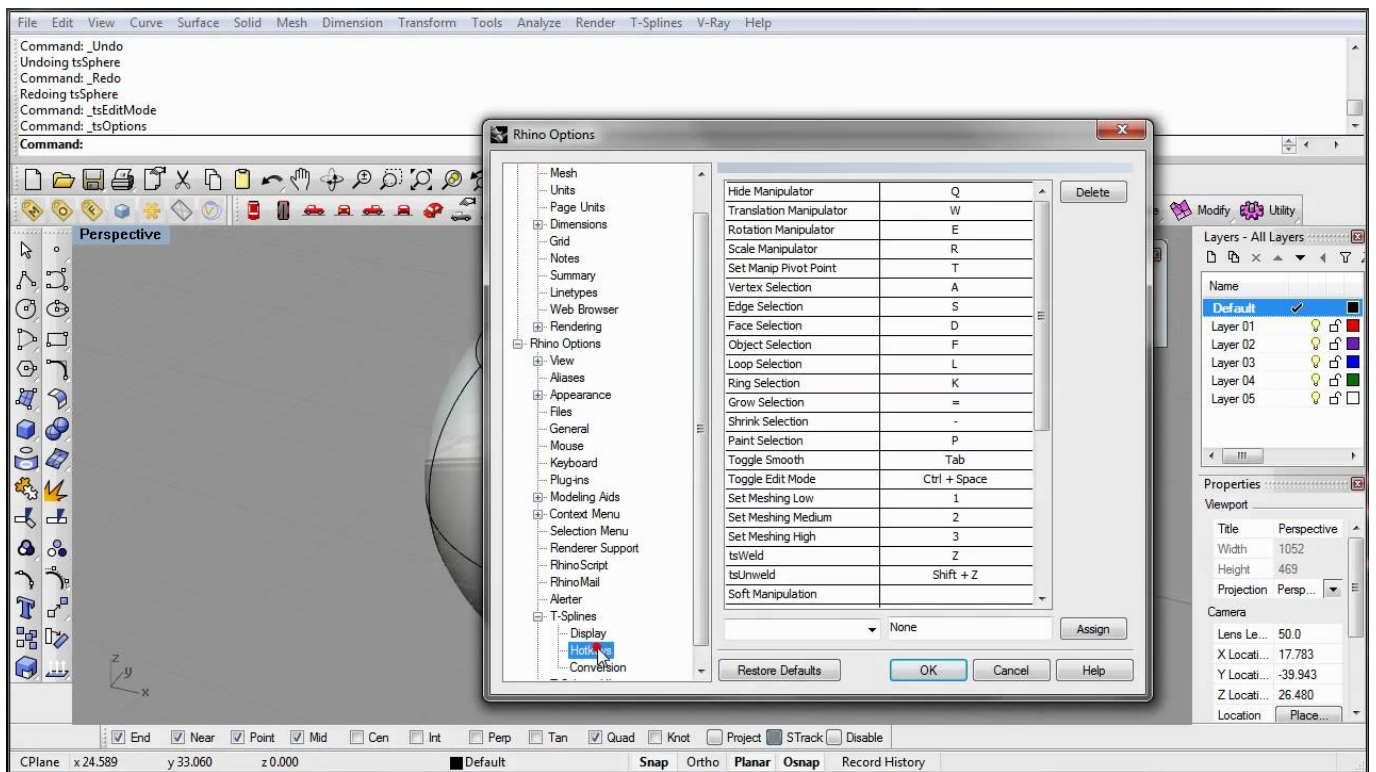 File Edit View Curve Surface Solid Mesh Dimension Transform Tools Analyze Render T-Splines V-Ray Help
Command: _Undo
Undoing tsSphere
Command: _Redo
Redoing tsSphere
Command: _tsEditMode
Command: _tsOptions
Command:
Perspective
Rhino Options
Mesh
Units
Page Units
Dimensions
Grid
Notes
Summary
Linetypes
Web Browser
Rendering
Rhino Options
View
Aliases
Appearance
Files
General
Mouse
Keyboard
Plug-ins
Modeling Aids
Context Menu
Selection Menu
Renderer Support
RhinoScript
RhinoMail
Alerter
T-Splines
Display
Hotkeys
Conversion
Hide Manipulator Q
Translation Manipulator W
Rotation Manipulator E
Scale Manipulator R
Set Manip Pivot Point T
Vertex Selection A
Edge Selection S
Face Selection D
Object Selection F
Loop Selection L
Ring Selection K
Grow Selection =
Shrink Selection -
Paint Selection P
Toggle Smooth Tab
Toggle Edit Mode Ctrl + Space
Set Meshing Low 1
Set Meshing Medium 2
Set Meshing High 3
tsWeld Z
tsUnweld Shift + Z
Soft Manipulation
None
Delete
Assign
Restore Defaults OK Cancel Help
Modify Utility
Layers - All Layers
Name
Default
Layer 01
Layer 02
Layer 03
Layer 04
Layer 05
Properties
Viewport
Title Perspective
Width 1052
Height 469
Projection Persp...
Camera
Lens Le... 50.0
X Locati... 17.783
Y Locati... -39.943
Z Locati... 26.480
Location Place...
z
y
x
End Near Point Mid Cen Int Perp Tan Quad Knot Project STrack Disable
CPlane x 24.589 y 33.060 z 0.000 Default Snap Ortho Planar Osnap Record History